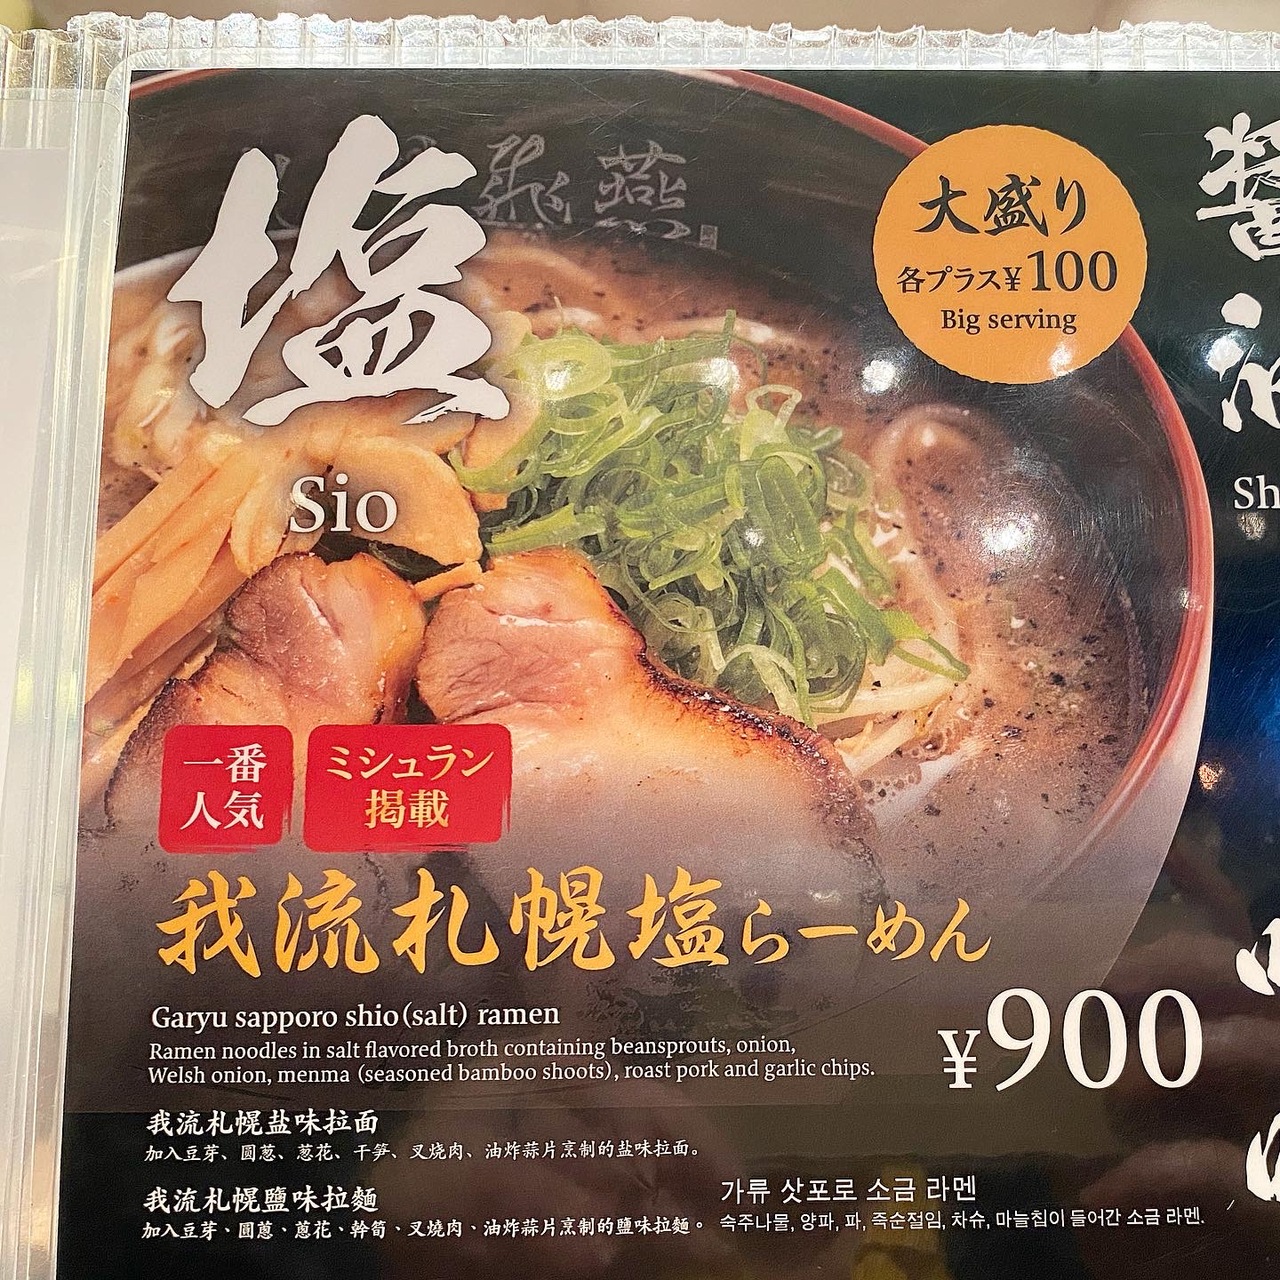 塩
飛燕
Sio
大盛り
各プラス¥100
Big serving
一番
人気
ミシュラン
掲載
我流札幌塩らーめん
Garyu sapporo shio(salt) ramen
Ramen noodles in salt flavored broth containing beansprouts, onion,
Welsh onion, menma (seasoned bamboo shoots), roast pork and garlic chips.
¥900
我流札幌盐味拉面
加入豆芽、圆葱、葱花、干笋、叉烧肉、油炸蒜片烹制的盐味拉面。
我流札幌鹽味拉麵
加入豆芽、圓蔥、蔥花、幹筍、叉燒肉、油炸蒜片烹制的鹽味拉麵。
가류 삿포로 소금 라멘
숙주나물, 양파, 파, 죽순절임, 차슈, 마늘칩이 들어간 소금 라멘.
Sh